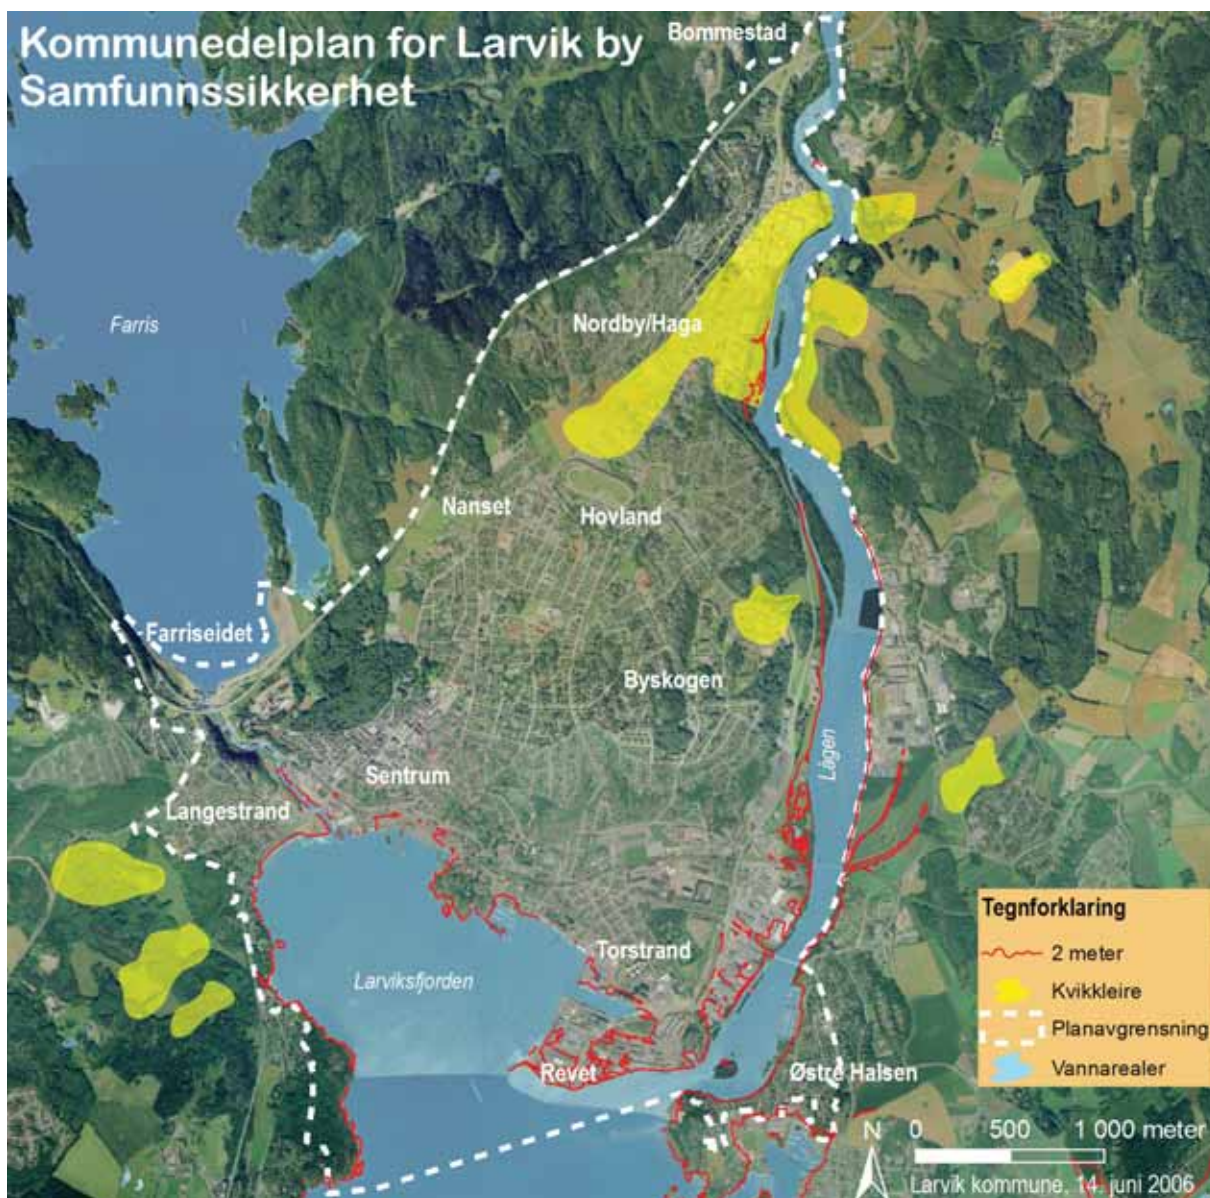 Kommunedelplan for Larvik by
Samfunnssikkerhet
Bommestad
Farris
Nordby/Haga
Nanset
Hovland
Farriseidet
Byskogen
Lågen
Sentrum
Langestrand
Torstrand
Larviksfjorden
Revet
Østre Halsen
Tegnforklaring
2 meter
Kvikkleire
Planavgrensning
Vannarealer
N 0 500 1 000 meter
Larvik kommune, 14. juni 2006